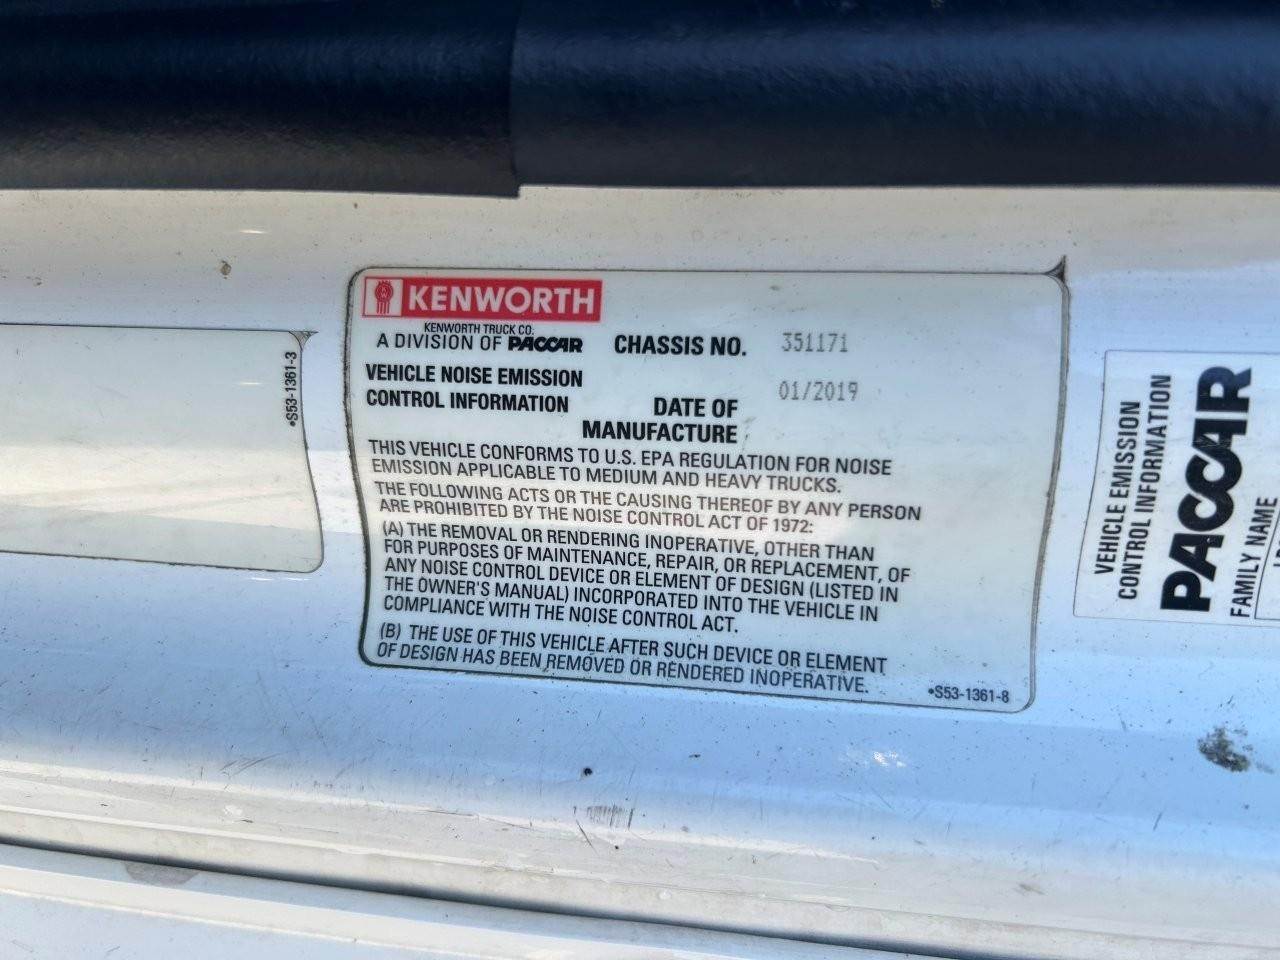 •S53-1361-3
KENWORTH
KENWORTH TRUCK CO.
A DIVISION OF PACCAR
CHASSIS NO. 351171
VEHICLE NOISE EMISSION
CONTROL INFORMATION
DATE OF
MANUFACTURE
01/2019
THIS VEHICLE CONFORMS TO U.S. EPA REGULATION FOR NOISE
EMISSION APPLICABLE TO MEDIUM AND HEAVY TRUCKS.
THE FOLLOWING ACTS OR THE CAUSING THEREOF BY ANY PERSON
ARE PROHIBITED BY THE NOISE CONTROL ACT OF 1972:
(A) THE REMOVAL OR RENDERING INOPERATIVE, OTHER THAN
FOR PURPOSES OF MAINTENANCE, REPAIR, OR REPLACEMENT, OF
ANY NOISE CONTROL DEVICE OR ELEMENT OF DESIGN (LISTED IN
THE OWNER'S MANUAL) INCORPORATED INTO THE VEHICLE IN
COMPLIANCE WITH THE NOISE CONTROL ACT.
(B) THE USE OF THIS VEHICLE AFTER SUCH DEVICE OR ELEMENT
OF DESIGN HAS BEEN REMOVED OR RENDERED INOPERATIVE.
•S53-1361-8
VEHICLE EMISSION
CONTROL INFORMATION
PACCAR
FAMILY NAME